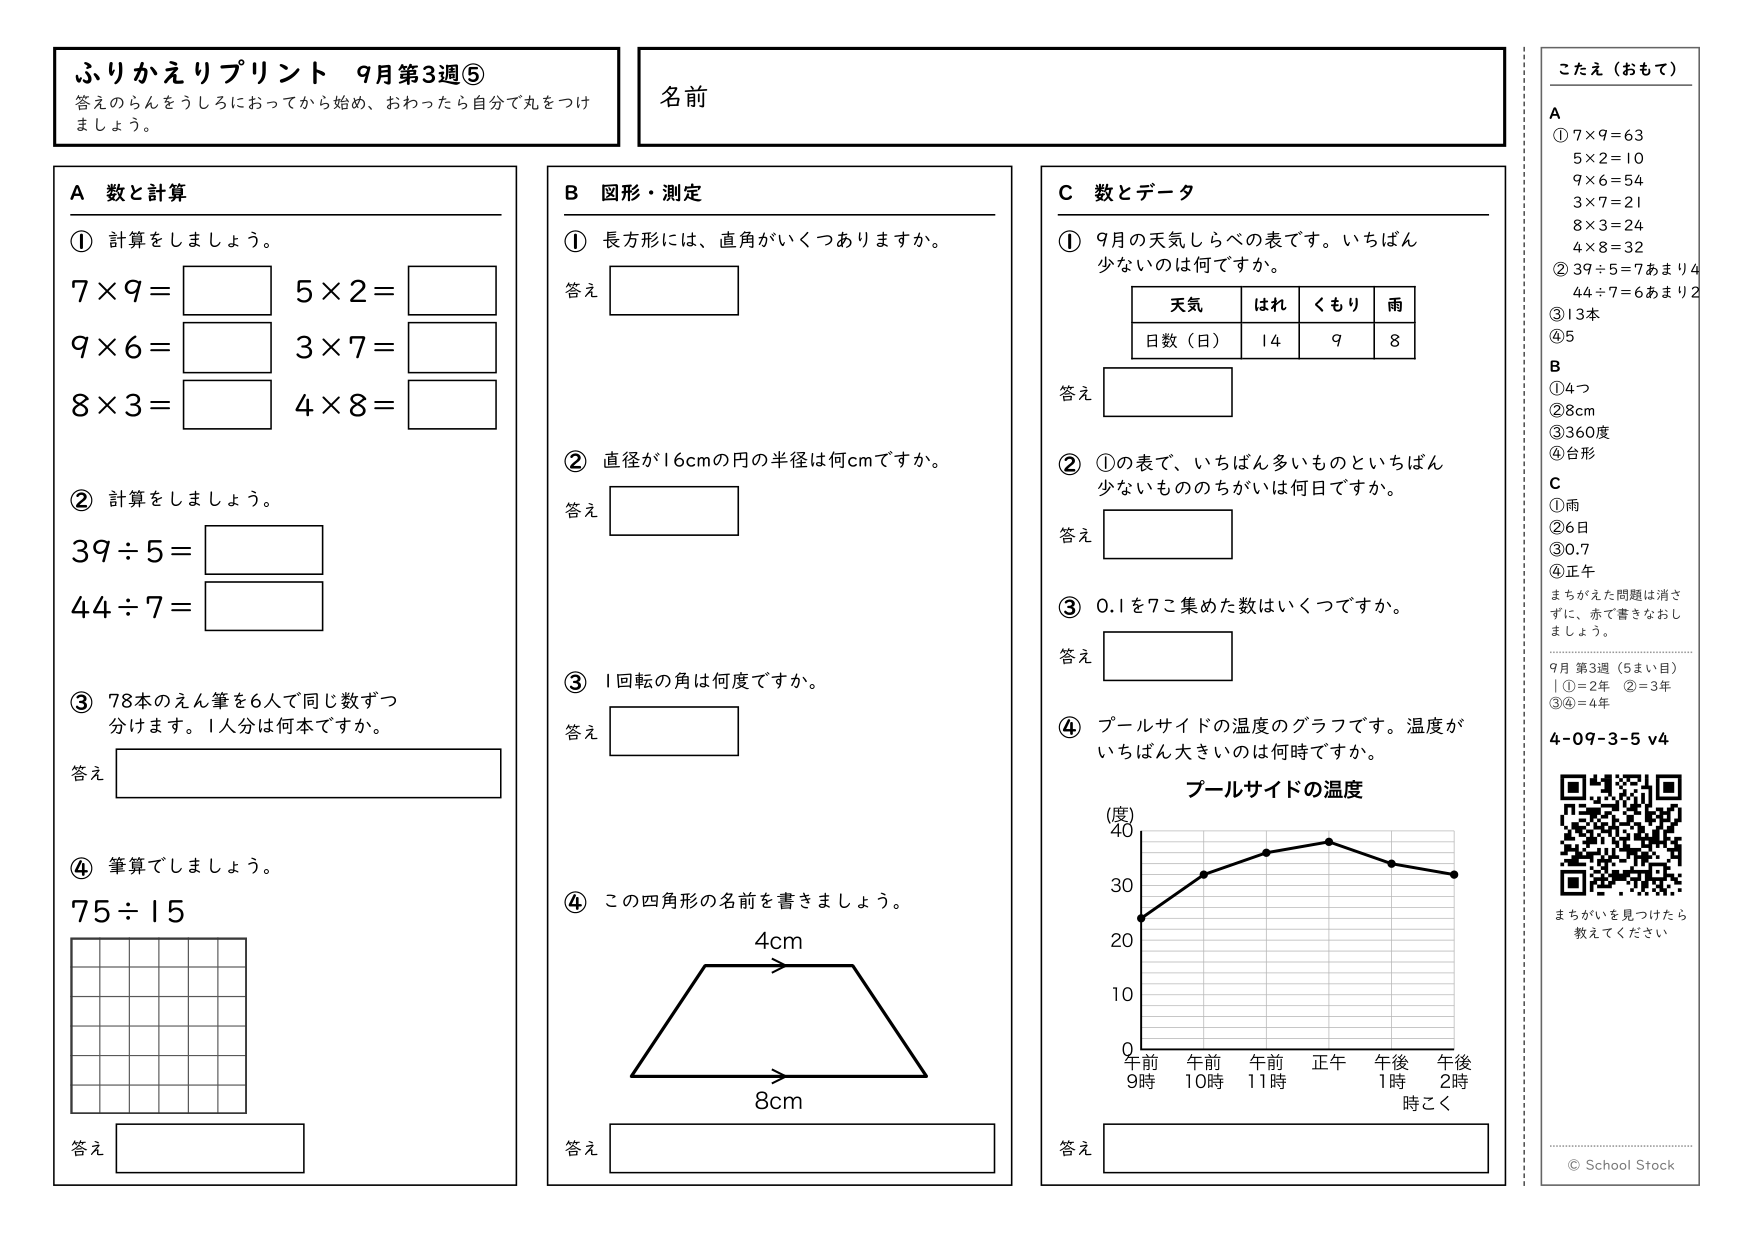 ふりかえりプリント　9月第3週⑤
答えのらんをうしろにおってから始め、おわったら自分で丸をつけ
ましょう。
名前
A　数と計算
① 計算をしましょう。
7×9＝
5×2＝
9×6＝
3×7＝
8×3＝
4×8＝
② 計算をしましょう。
39÷5＝
44÷7＝
③ 78本のえん筆を6人で同じ数ずつ
分けます。1人分は何本ですか。
答え
④ 筆算でしましょう。
75÷15
答え
B　図形・測定
① 長方形には、直角がいくつありますか。
答え
② 直径が16cmの円の半径は何cmですか。
答え
③ 1回転の角は何度ですか。
答え
④ この四角形の名前を書きましょう。
4cm
8cm
答え
C　数とデータ
① 9月の天気しらべの表です。いちばん
少ないのは何ですか。
天気 はれ くもり 雨
日数（日） 14 9 8
答え
② ①の表で、いちばん多いものといちばん
少ないもののちがいは何日ですか。
答え
③ 0.1を7こ集めた数はいくつですか。
答え
④ プールサイドの温度のグラフです。温度が
いちばん大きいのは何時ですか。
プールサイドの温度
(度)
40
30
20
10
0
午前 午前 午前 正午 午後 午後
9時 10時 11時 1時 2時
時こく
答え
こたえ（おもて）
A
① 7×9＝63
5×2＝10
9×6＝54
3×7＝21
8×3＝24
4×8＝32
② 39÷5＝7あまり4
44÷7＝6あまり2
③13本
④5
B
①4つ
②8cm
③360度
④台形
C
①雨
②6日
③0.7
④正午
まちがえた問題は消さ
ずに、赤で書きなおし
ましょう。
9月 第3週（5まい目）
｜①＝2年　②＝3年
③④＝4年
4-09-3-5 v4
まちがいを見つけたら
教えてください
© School Stock